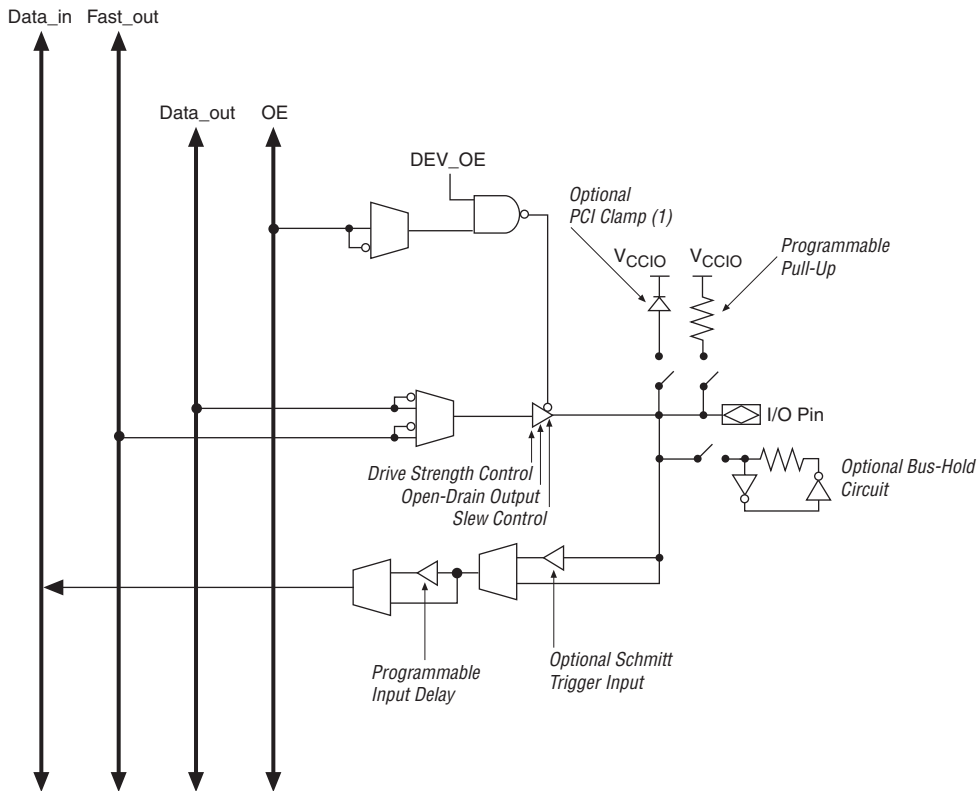 Data_in Fast_out
Data_out OE
DEV_OE
Optional
PCI Clamp (1)
VCCIO VCCIO
Programmable
Pull-Up
I/O Pin
Drive Strength Control
Open-Drain Output
Slew Control
Optional Bus-Hold
Circuit
Programmable
Input Delay
Optional Schmitt
Trigger Input